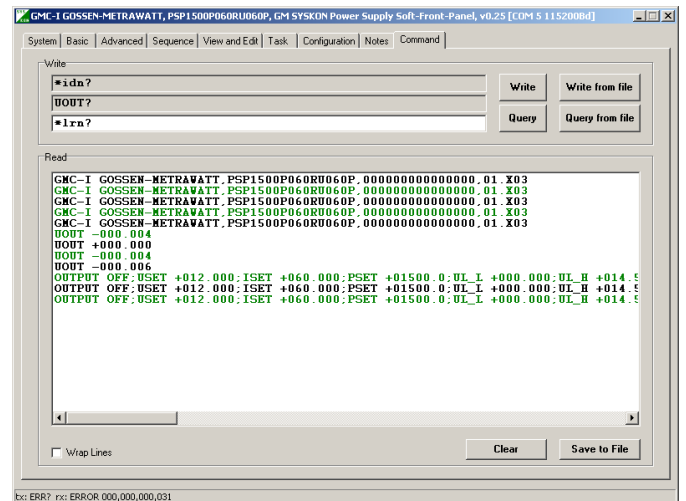 GMC-I GOSSEN-METRAWATT, PSP1500P060RU060P, GM SYSKON Power Supply Soft-Front-Panel, v0.25 [COM 5 115200Bd]
System Basic Advanced Sequence View and Edit Task Configuration Notes Command
Write
*idn?
UOUT?
*lrn?
Write Write from file
Query Query from file
Read
GMC-I GOSSEN-METRAWATT,PSP1500P060RU060P,000000000000000,01.X03
GMC-I GOSSEN-METRAWATT,PSP1500P060RU060P,000000000000000,01.X03
GMC-I GOSSEN-METRAWATT,PSP1500P060RU060P,000000000000000,01.X03
GMC-I GOSSEN-METRAWATT,PSP1500P060RU060P,000000000000000,01.X03
GMC-I GOSSEN-METRAWATT,PSP1500P060RU060P,000000000000000,01.X03
UOUT -000.004
UOUT +000.000
UOUT -000.004
UOUT -000.006
OUTPUT OFF;USET +012.000;ISET +060.000;PSET +01500.0;UL_L +000.000;UL_H +014.5
OUTPUT OFF;USET +012.000;ISET +060.000;PSET +01500.0;UL_L +000.000;UL_H +014.5
OUTPUT OFF;USET +012.000;ISET +060.000;PSET +01500.0;UL_L +000.000;UL_H +014.5
Wrap Lines
Clear Save to File
tx: ERR? rx: ERROR 000,000,000,031